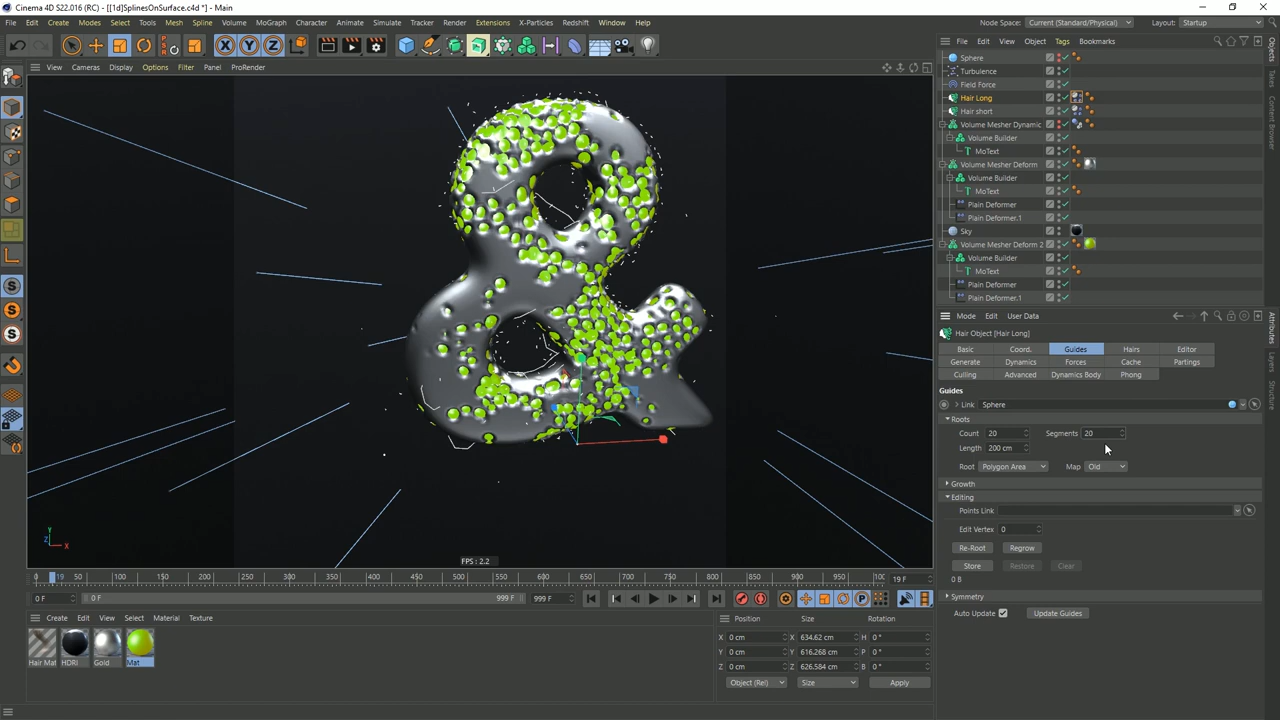 Cinema 4D S22.016 (RC) - [[1d]SplinesOnSurface.c4d *] - Main
File Edit Create Modes Select Tools Mesh Spline Volume MoGraph Character Animate Simulate Tracker Render Extensions X-Particles Redshift Window Help
Node Space: Current (Standard/Physical) Layout: Startup
X Y Z
View Cameras Display Options Filter Panel ProRender
File Edit View Object Tags Bookmarks
Sphere
Turbulence
Field Force
Hair Long
Hair short
Volume Mesher Dynamic
Volume Builder
MoText
Volume Mesher Deform
Volume Builder
MoText
Plain Deformer
Plain Deformer.1
Sky
Volume Mesher Deform 2
Volume Builder
MoText
Plain Deformer
Plain Deformer.1
Objects
Takes
Content Browser
Mode Edit User Data
Hair Object [Hair Long]
Basic Coord. Guides Hairs Editor
Generate Dynamics Forces Cache Partings
Culling Advanced Dynamics Body Phong
Guides
Link Sphere
Roots
Count 20 Segments 20
Length 200 cm
Root Polygon Area Map Old
Growth
Editing
Points Link
Edit Vertex 0
Re-Root Regrow
Store Restore Clear
0 B
Symmetry
Auto Update Update Guides
Attributes
Layers
Structure
Y
Z X
FPS : 2.2
0 19 50 100 150 200 250 300 350 400 450 500 550 600 650 700 750 800 850 900 950 100 19 F
0 F 0 F 999 F 999 F
Create Edit View Select Material Texture
Hair Mat HDRI Gold Mat
Position Size Rotation
X 0 cm X 634.62 cm H 0 °
Y 0 cm Y 616.268 cm P 0 °
Z 0 cm Z 626.584 cm B 0 °
Object (Rel) Size Apply